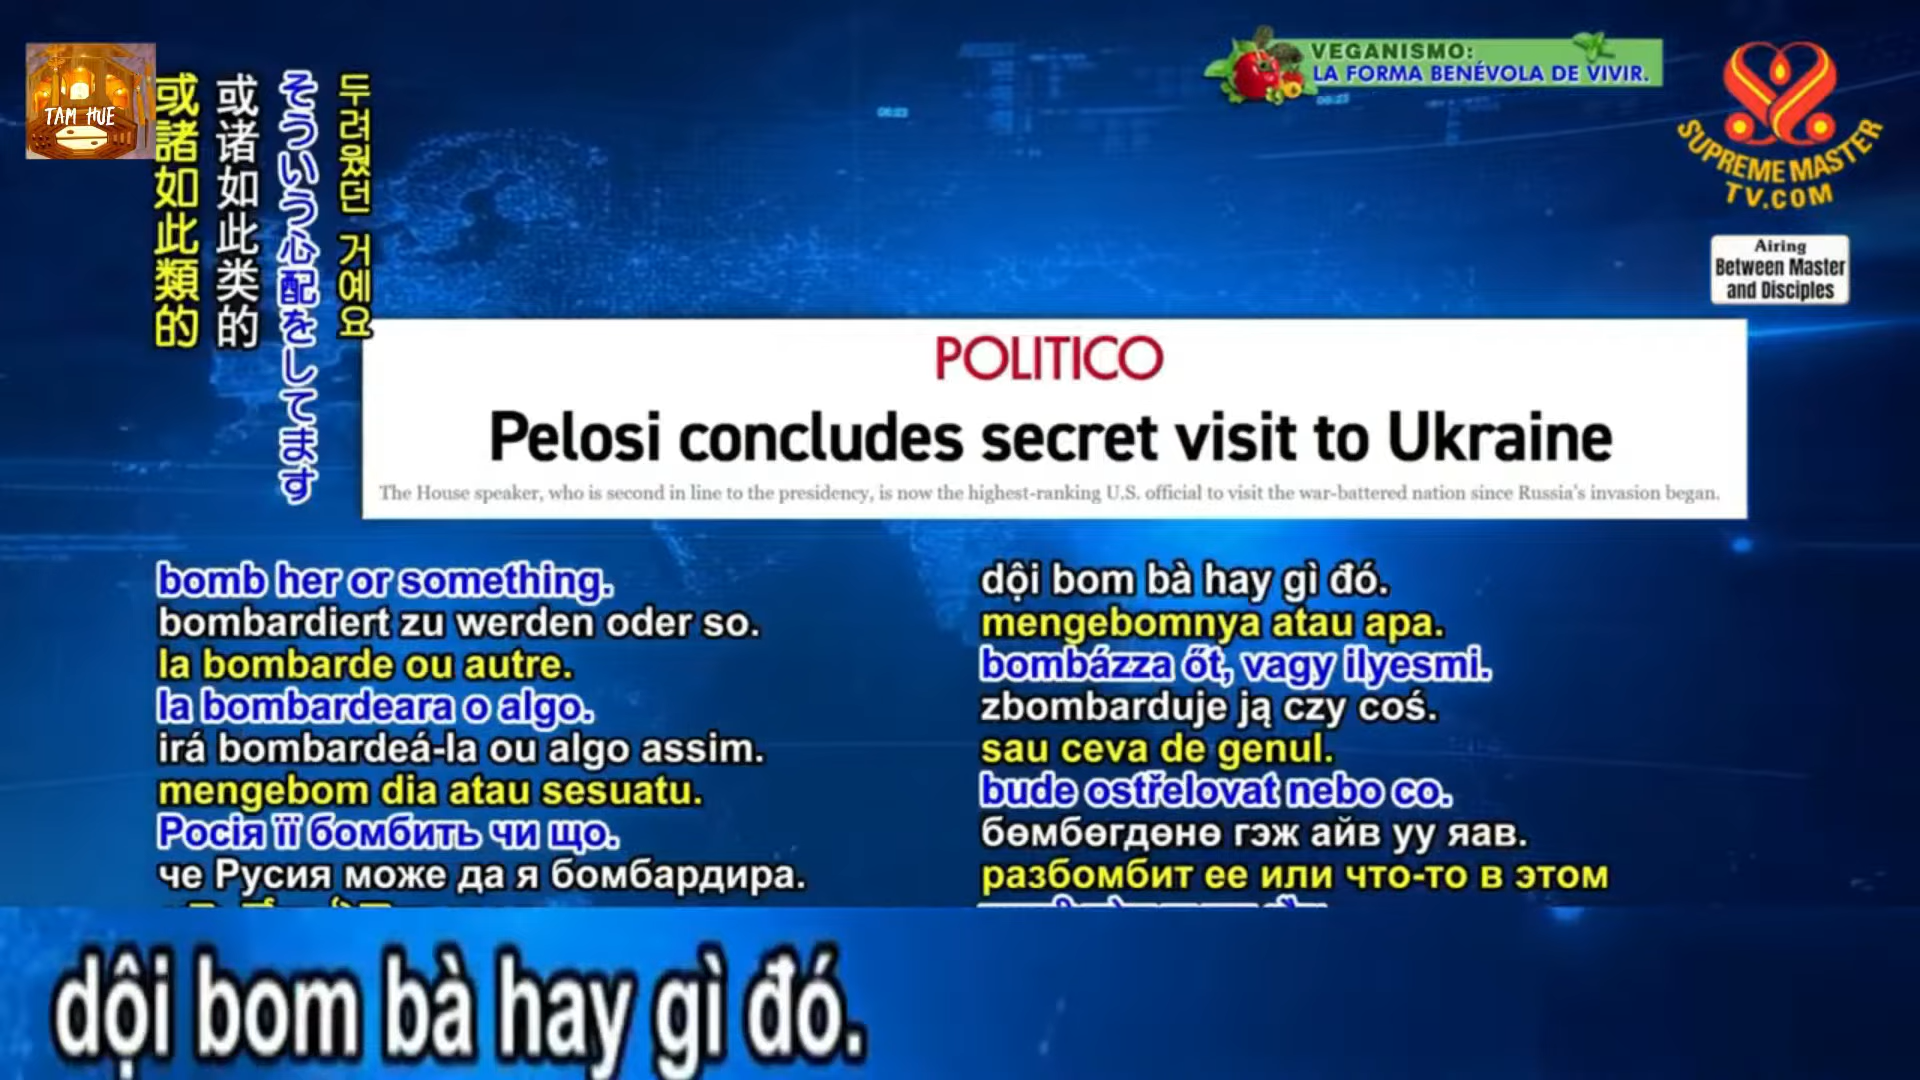 TAM HUE
或諸如此類的
或诸如此类的
そういう心配をしてます
두려웠던 거예요
VEGANISMO:
LA FORMA BENÉVOLA DE VIVIR.
SUPREME MASTER
TV.COM
Airing
Between Master
and Disciples
POLITICO
Pelosi concludes secret visit to Ukraine
The House speaker, who is second in line to the presidency, is now the highest-ranking U.S. official to visit the war-battered nation since Russia's invasion began.
bomb her or something.
bombardiert zu werden oder so.
la bombarde ou autre.
la bombardeara o algo.
irá bombardeá-la ou algo assim.
mengebom dia atau sesuatu.
Росія її бомбить чи що.
че Русия може да я бомбардира.
dội bom bà hay gì đó.
mengebomnya atau apa.
bombázza őt, vagy ilyesmi.
zbombarduje ją czy coś.
sau ceva de genul.
bude ostřelovat nebo co.
бөмбөгдөнө гэж айв уу яав.
разбомбит ее или что-то в этом
dội bom bà hay gì đó.